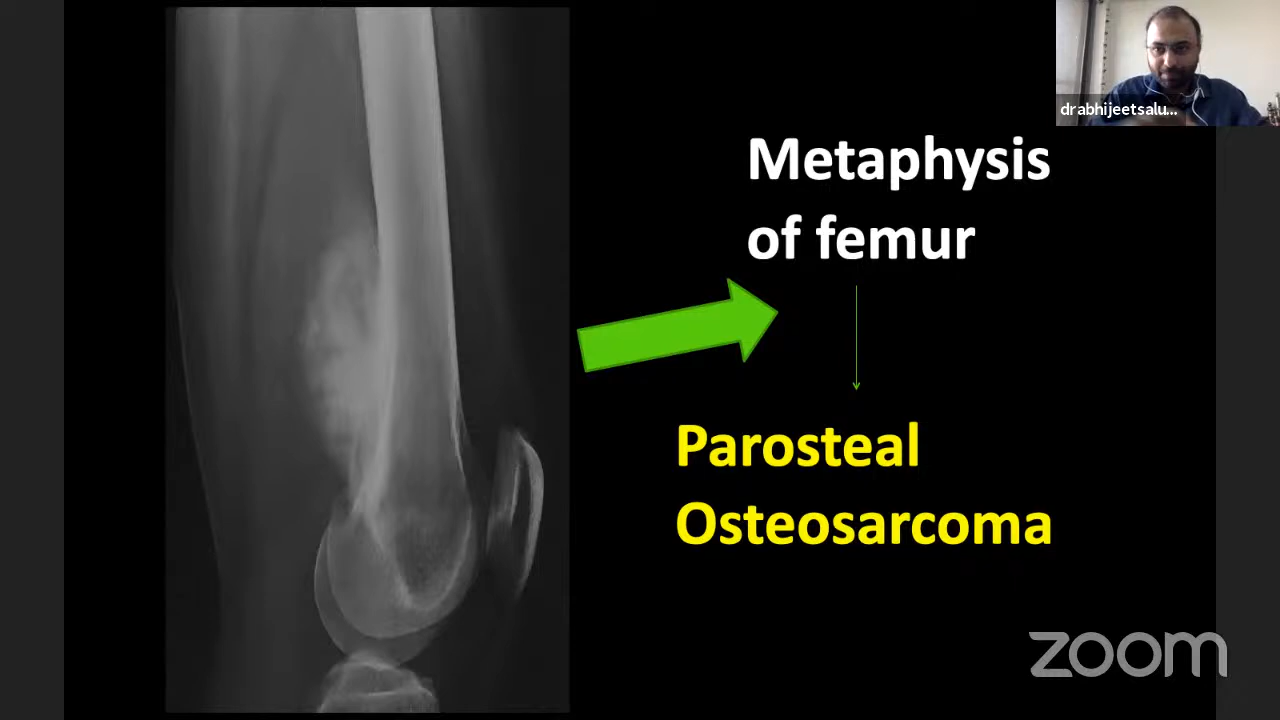 drabhijeetsalu...
Metaphysis
of femur
Parosteal
Osteosarcoma
zoom